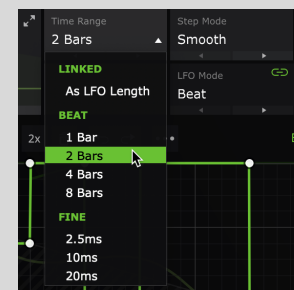 Time Range
2 Bars
Step Mode
Smooth
LINKED
As LFO Length
LFO Mode
Beat
BEAT
1 Bar
2x
2 Bars
4 Bars
8 Bars
FINE
2.5ms
10ms
20ms